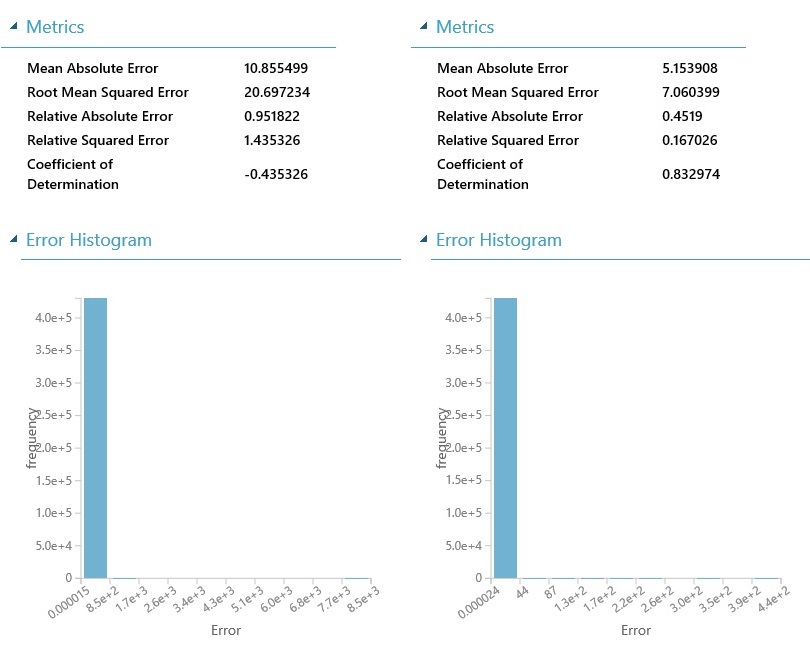 Metrics
Mean Absolute Error 10.855499
Root Mean Squared Error 20.697234
Relative Absolute Error 0.951822
Relative Squared Error 1.435326
Coefficient of
Determination -0.435326
Error Histogram
4.0e+5
3.5e+5
3.0e+5
2.5e+5
2.0e+5
1.5e+5
1.0e+5
5.0e+4
0
frequency
0.000015 8.5e+2 1.7e+3 2.6e+3 3.4e+3 4.3e+3 5.1e+3 6.0e+3 6.8e+3 7.7e+3 8.5e+3
Error
Metrics
Mean Absolute Error 5.153908
Root Mean Squared Error 7.060399
Relative Absolute Error 0.4519
Relative Squared Error 0.167026
Coefficient of
Determination 0.832974
Error Histogram
4.0e+5
3.5e+5
3.0e+5
2.5e+5
2.0e+5
1.5e+5
1.0e+5
5.0e+4
0
frequency
0.000024 44 87 1.3e+2 1.7e+2 2.2e+2 2.6e+2 3.0e+2 3.5e+2 3.9e+2 4.4e+2
Error